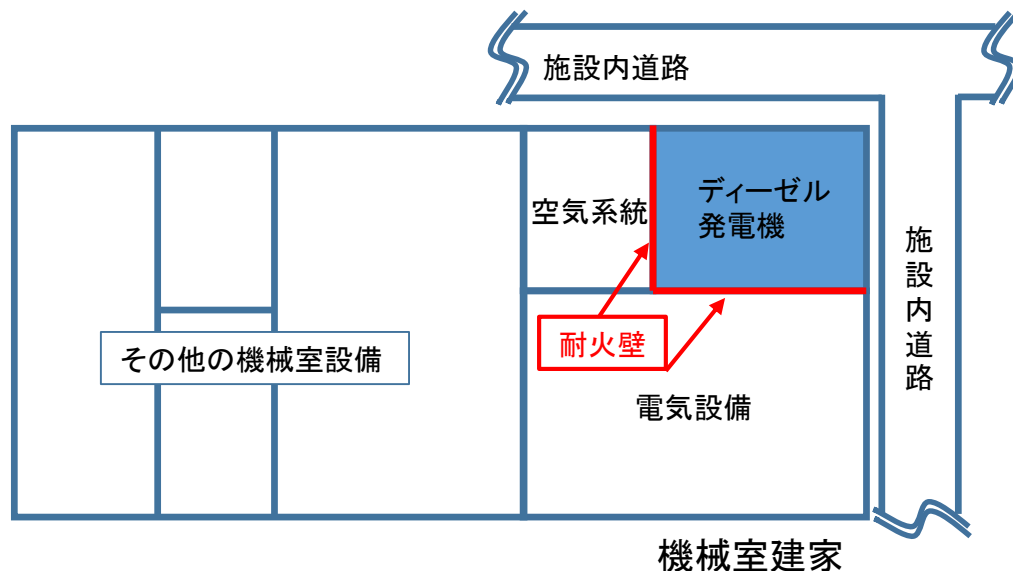 施設内道路
空気系統
ディーゼル
発電機
施設内道路
耐火壁
その他の機械室設備
電気設備
機械室建家